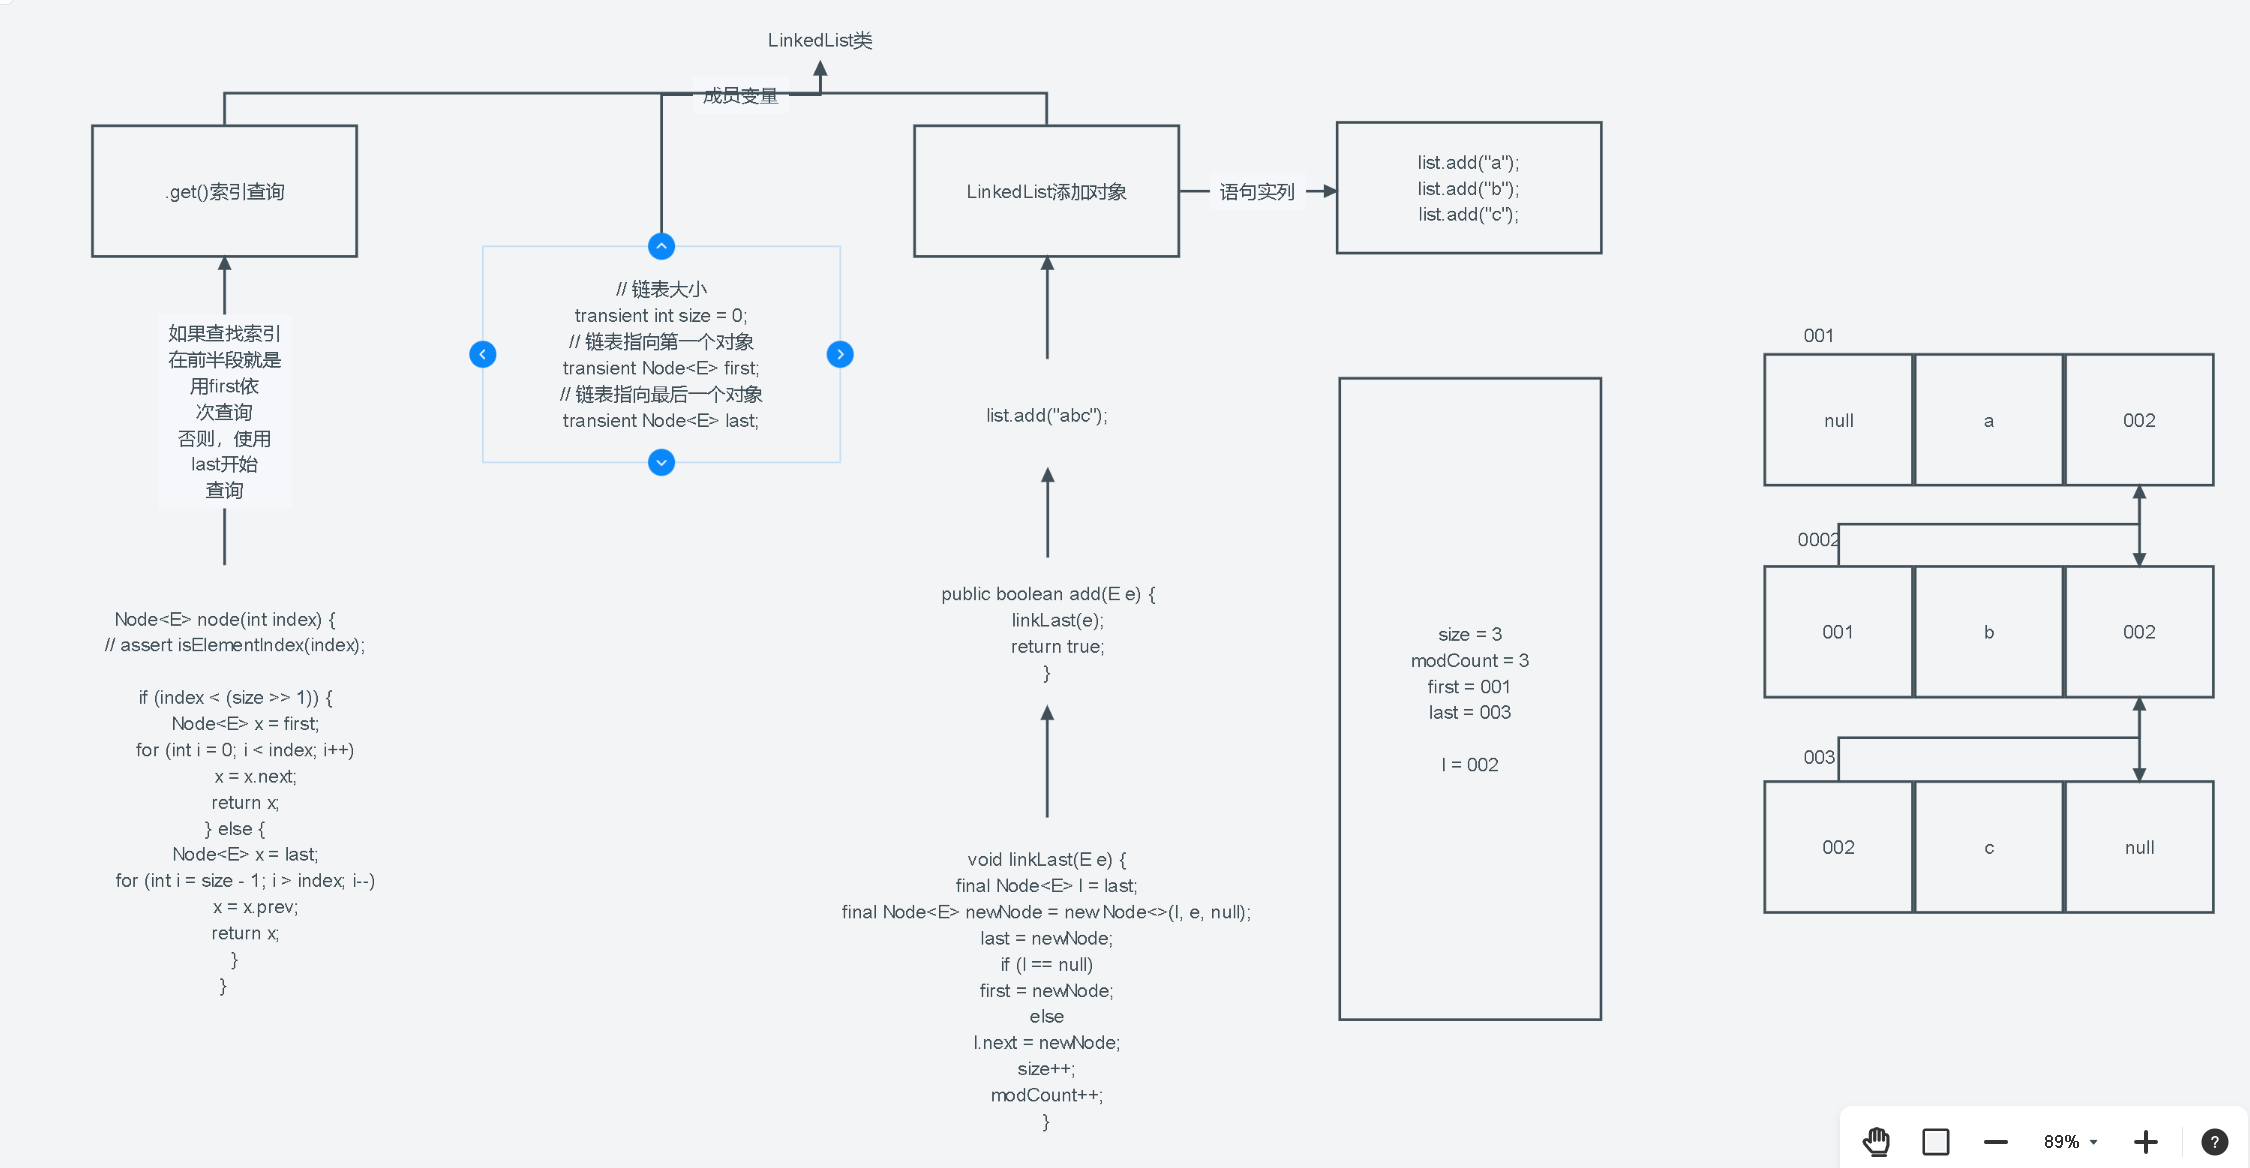 LinkedList类
成员变量
.get()索引查询
LinkedList添加对象
语句实列
list.add("a");
list.add("b");
list.add("c");
// 链表大小
transient int size = 0;
// 链表指向第一个对象
transient Node<E> first;
// 链表指向最后一个对象
transient Node<E> last;
如果查找索引
在前半段就是
用first依
次查询
否则，使用
last开始
查询
Node<E> node(int index) {
// assert isElementIndex(index);
if (index < (size >> 1)) {
Node<E> x = first;
for (int i = 0; i < index; i++)
x = x.next;
return x;
} else {
Node<E> x = last;
for (int i = size - 1; i > index; i--)
x = x.prev;
return x;
}
}
list.add("abc");
public boolean add(E e) {
linkLast(e);
return true;
}
void linkLast(E e) {
final Node<E> l = last;
final Node<E> newNode = new Node<>(l, e, null);
last = newNode;
if (l == null)
first = newNode;
else
l.next = newNode;
size++;
modCount++;
}
size = 3
modCount = 3
first = 001
last = 003
l = 002
001
null a 002
0002
001 b 002
003
002 c null
89%
?